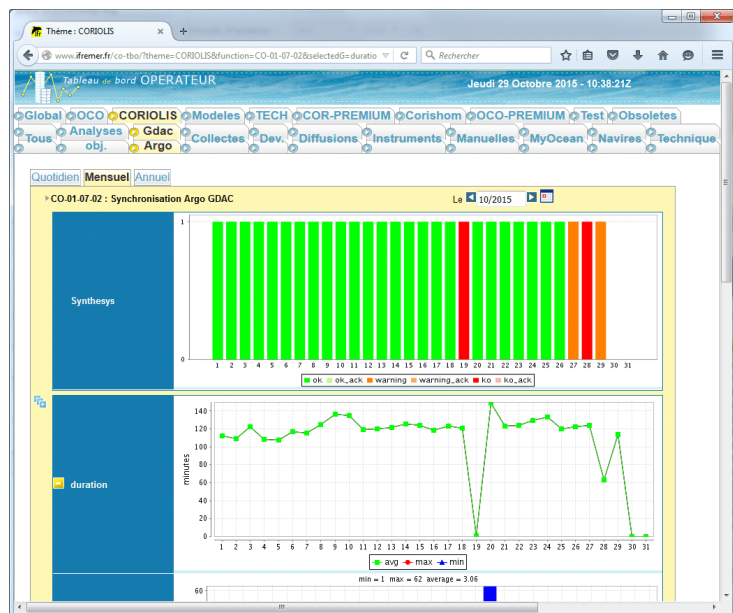 Thème : CORIOLIS
www.ifremer.fr/co-tbo/?theme=CORIOLIS&function=CO-01-07-02&selectedG=duratio
Rechercher
Tableau de bord OPERATEUR
Jeudi 29 Octobre 2015 - 10:38:21Z
Global OCO CORIOLIS Modeles TECH COR-PREMIUM Corishom OCO-PREMIUM Test Obsoletes
Tous Analyses obj. Gdac Argo Collectes Dev. Diffusions Instruments Manuelles MyOcean Navires Technique
Quotidien Mensuel Annuel
CO-01-07-02 : Synchronisation Argo GDAC
Le 10/2015
Synthesys
1
0
1 2 3 4 5 6 7 8 9 10 11 12 13 14 15 16 17 18 19 20 21 22 23 24 25 26 27 28 29 30 31
ok ok_ack warning warning_ack ko ko_ack
duration
minutes
140
120
100
80
60
40
20
0
1 2 3 4 5 6 7 8 9 10 11 12 13 14 15 16 17 18 19 20 21 22 23 24 25 26 27 28 29 30 31
avg max min
min = 1 max = 62 average = 3.06
60